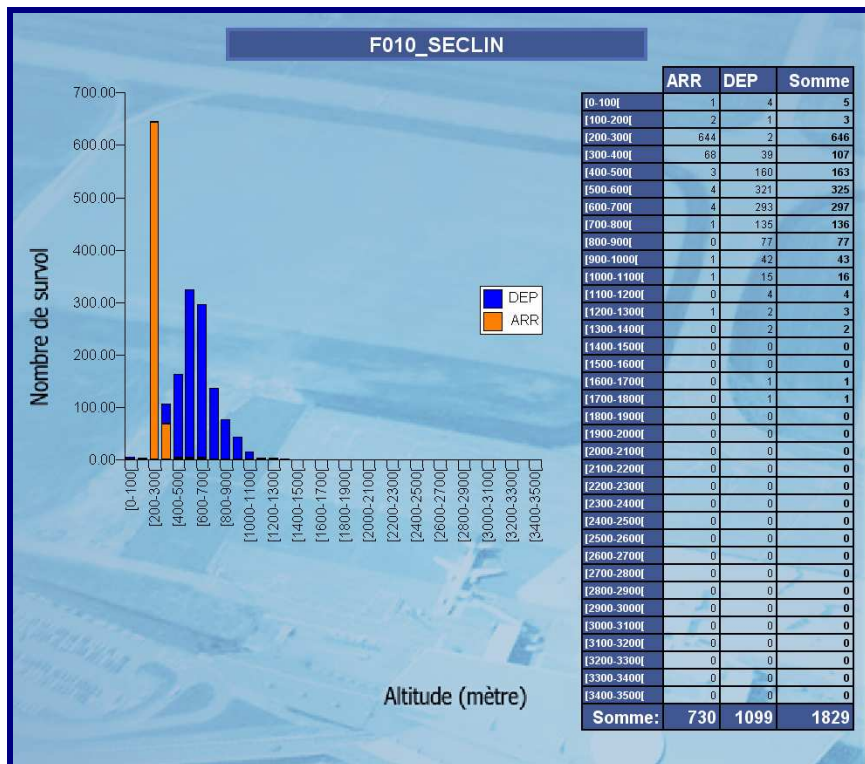 F010_SECLIN
700.00
600.00
500.00
400.00
300.00
200.00
100.00
0.00
Nombre de survol
[0-100[
[200-300[
[400-500[
[600-700[
[800-900[
[1000-1100[
[1200-1300[
[1400-1500[
[1600-1700[
[1800-1900[
[2000-2100[
[2200-2300[
[2400-2500[
[2600-2700[
[2800-2900[
[3000-3100[
[3200-3300[
[3400-3500[
Altitude (mètre)
DEP
ARR
ARR DEP Somme
[0-100[ 1 4 5
[100-200[ 2 1 3
[200-300[ 644 2 646
[300-400[ 68 39 107
[400-500[ 3 160 163
[500-600[ 4 321 325
[600-700[ 4 293 297
[700-800[ 1 135 136
[800-900[ 0 77 77
[900-1000[ 1 42 43
[1000-1100[ 1 15 16
[1100-1200[ 0 4 4
[1200-1300[ 1 2 3
[1300-1400[ 0 2 2
[1400-1500[ 0 0 0
[1500-1600[ 0 0 0
[1600-1700[ 0 1 1
[1700-1800[ 0 1 1
[1800-1900[ 0 0 0
[1900-2000[ 0 0 0
[2000-2100[ 0 0 0
[2100-2200[ 0 0 0
[2200-2300[ 0 0 0
[2300-2400[ 0 0 0
[2400-2500[ 0 0 0
[2500-2600[ 0 0 0
[2600-2700[ 0 0 0
[2700-2800[ 0 0 0
[2800-2900[ 0 0 0
[2900-3000[ 0 0 0
[3000-3100[ 0 0 0
[3100-3200[ 0 0 0
[3200-3300[ 0 0 0
[3300-3400[ 0 0 0
[3400-3500[ 0 0 0
Somme: 730 1099 1829